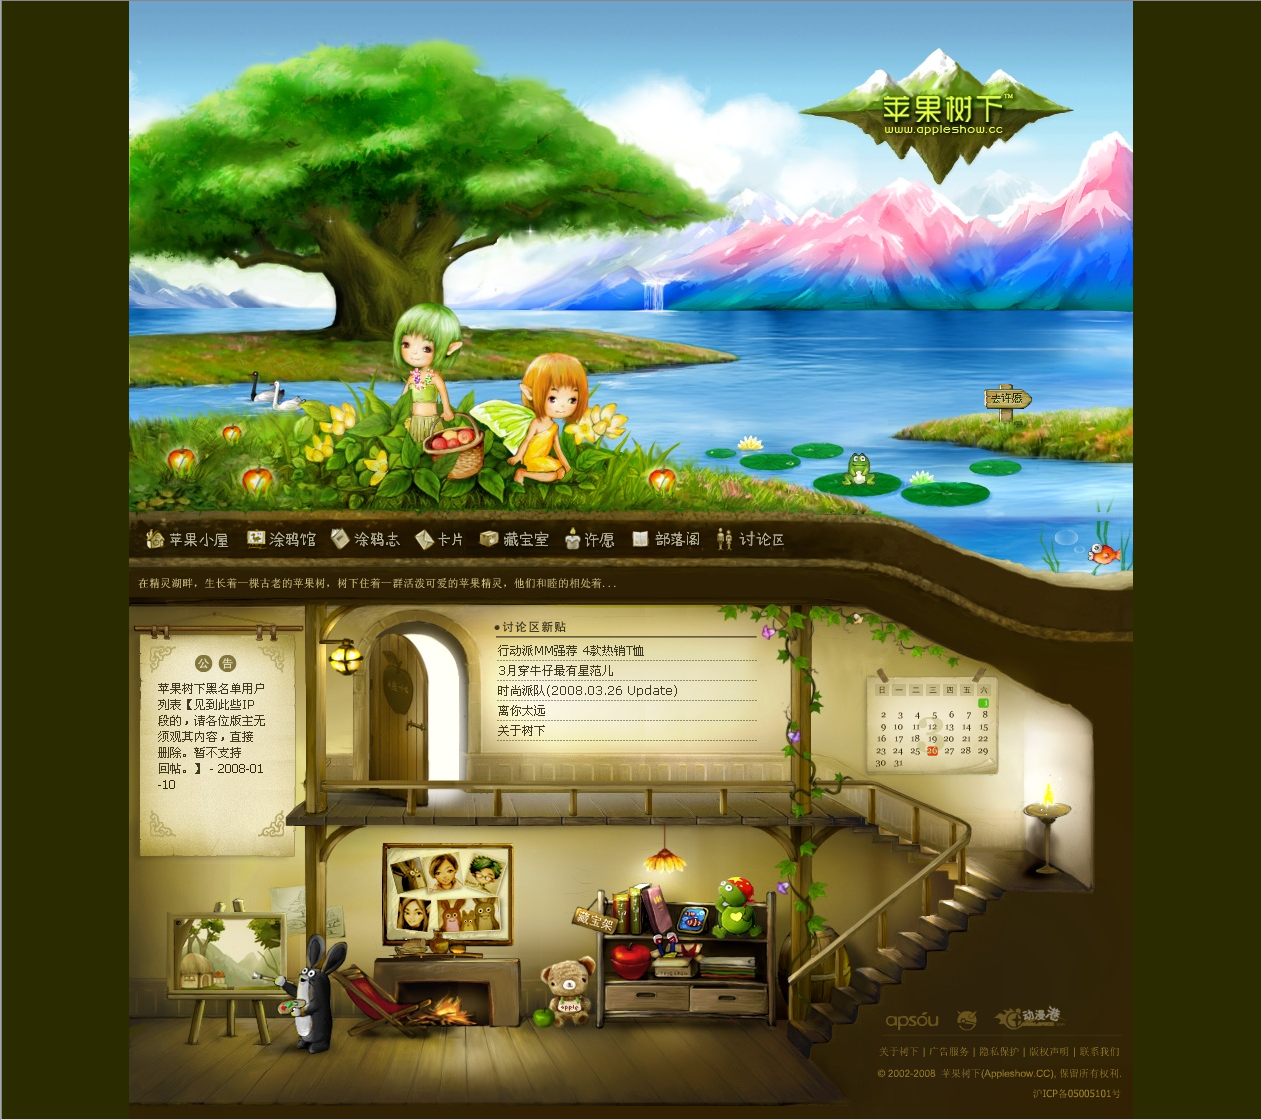 苹果树下™
www.appleshow.cc
去许愿
苹果小屋 涂鸦馆 涂鸦志 卡片 藏宝室 许愿 部落阁 讨论区
在精灵湖畔，生长着一棵古老的苹果树，树下住着一群活泼可爱的苹果精灵，他们和睦的相处着...
公告
苹果树下黑名单用户
列表【见到此些IP
段的，请各位版主无
须观其内容，直接
删除。暂不支持
回帖。】 - 2008-01
-10
•讨论区新贴
行动派MM强荐 4款热销T恤
3月穿牛仔最有星范儿
时尚派队(2008.03.26 Update)
离你太远
关于树下
日 一 二 三 四 五 六
1
2 3 4 5 6 7 8
9 10 11 12 13 14 15
16 17 18 19 20 21 22
23 24 25 26 27 28 29
30 31
藏宝架
apple
apsou 动漫港
关于树下 | 广告服务 | 隐私保护 | 版权声明 | 联系我们
© 2002-2008 苹果树下(Appleshow.CC), 保留所有权利.
沪ICP备05005101号